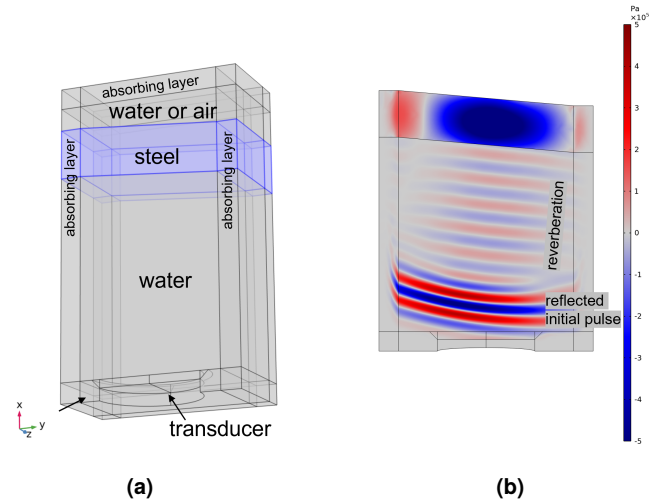 absorbing layer
water or air
steel
absorbing layer
absorbing layer
water
transducer
x
y
z
(a)
Pa
×10⁵
5
4
3
2
1
0
-1
-2
-3
-4
-5
reverberation
reflected
initial pulse
(b)